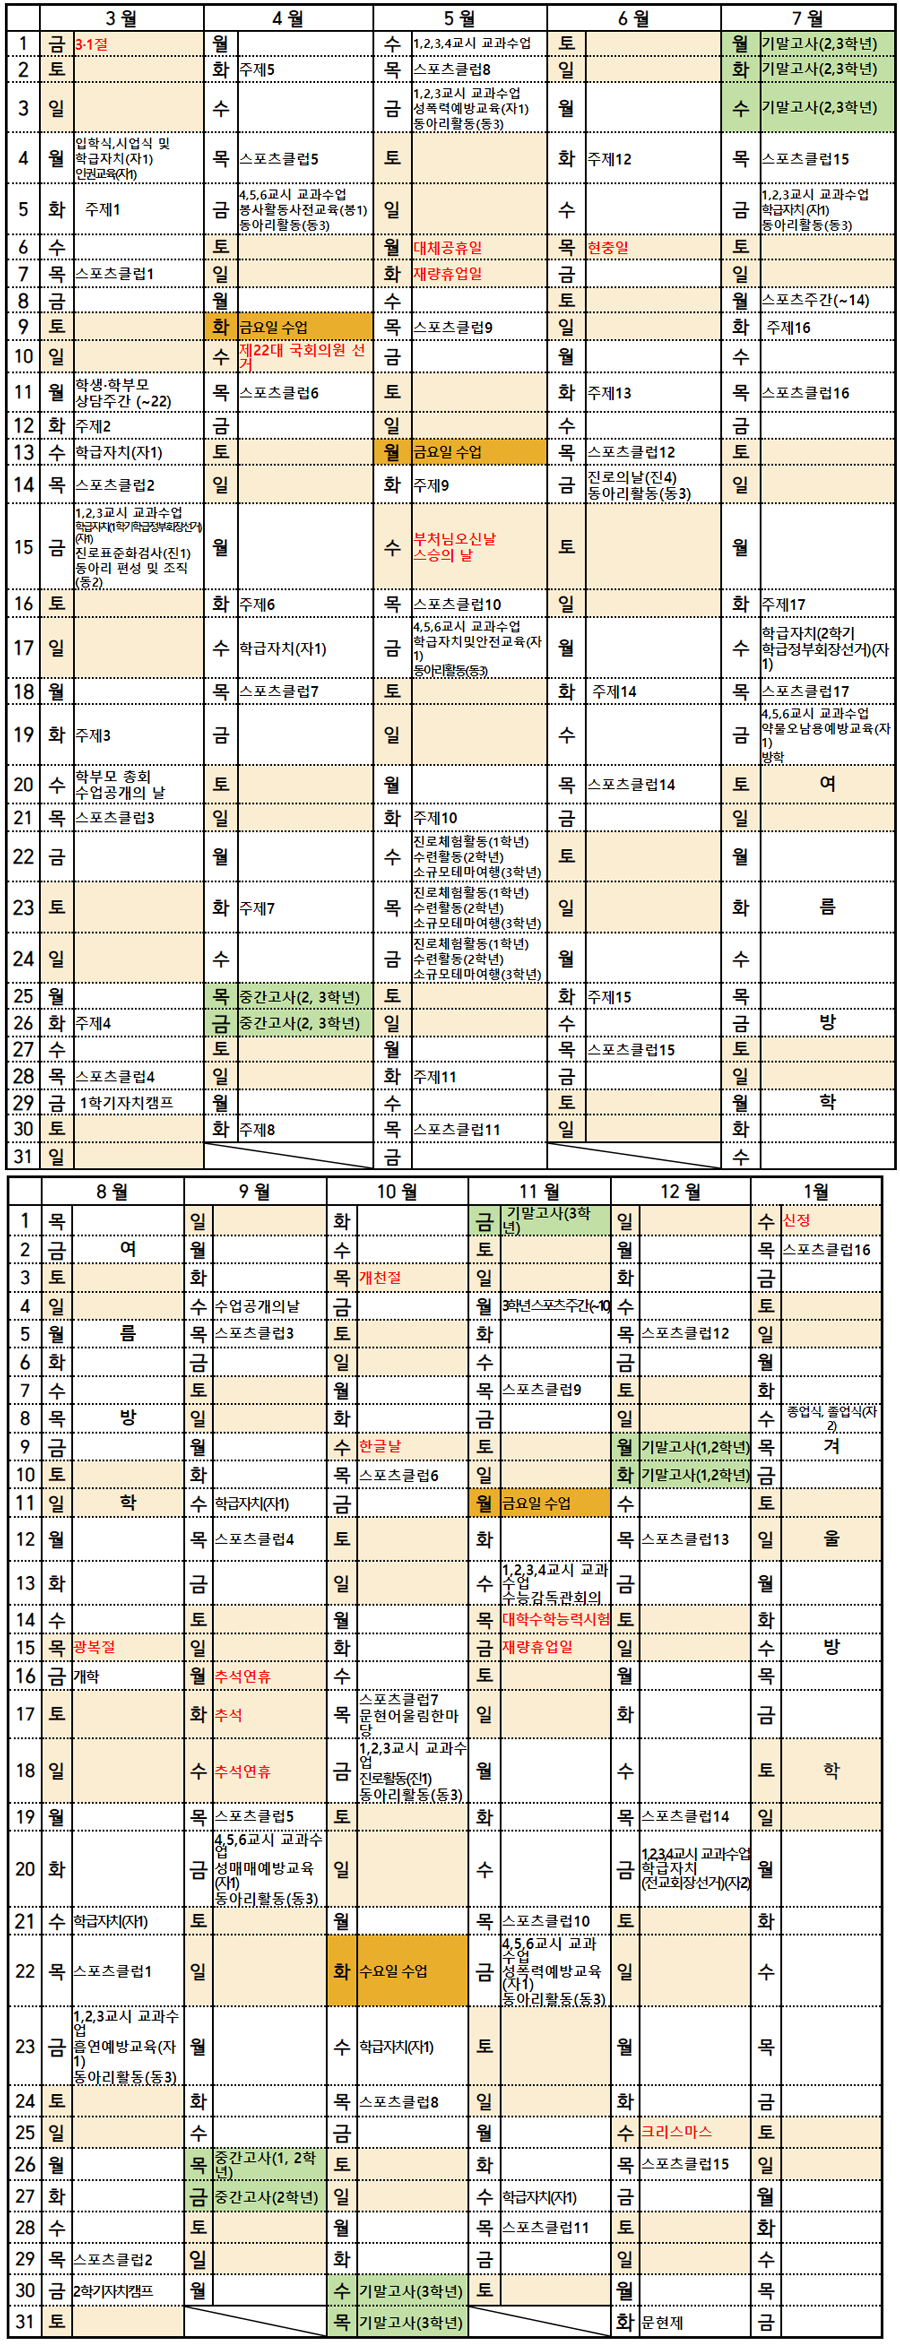 3 월 4 월 5 월 6 월 7 월
1 금 3·1절 월 수 1,2,3,4교시 교과수업 토 월 기말고사(2,3학년)
2 토 화 주제5 목 스포츠클럽8 일 화 기말고사(2,3학년)
3 일 수 금 1,2,3교시 교과수업 성폭력예방교육(자1) 동아리활동(동3) 월 수 기말고사(2,3학년)
4 월 입학식,시업식 및 학급자치(자1) 인권교육(자1) 목 스포츠클럽5 토 화 주제12 목 스포츠클럽15
5 화 주제1 금 4,5,6교시 교과수업 봉사활동사전교육(봉1) 동아리활동(동3) 일 수 금 1,2,3교시 교과수업 학급자치(자1) 동아리활동(동3)
6 수 토 월 대체공휴일 목 현충일 토
7 목 스포츠클럽1 일 화 재량휴업일 금 일
8 금 월 수 토 월 스포츠주간(~14)
9 토 화 금요일 수업 목 스포츠클럽9 일 화 주제16
10 일 수 제22대 국회의원 선거 금 월 수
11 월 학생·학부모 상담주간 (~22) 목 스포츠클럽6 토 화 주제13 목 스포츠클럽16
12 화 주제2 금 일 수 금
13 수 학급자치(자1) 토 월 금요일 수업 목 스포츠클럽12 토
14 목 스포츠클럽2 일 화 주제9 금 진로의날(진4) 동아리활동(동3) 일
15 금 1,2,3교시 교과수업 학급자치(1학기학급정부회장선거)(자1) 진로표준화검사(진1) 동아리 편성 및 조직(동2) 월 수 부처님오신날 스승의 날 토 월
16 토 화 주제6 목 스포츠클럽10 일 화 주제17
17 일 수 학급자치(자1) 금 4,5,6교시 교과수업 학급자치및안전교육(자1) 동아리활동(동3) 월 수 학급자치(2학기 학급정부회장선거)(자1)
18 월 목 스포츠클럽7 토 화 주제14 목 스포츠클럽17
19 화 주제3 금 일 수 금 4,5,6교시 교과수업 약물오남용예방교육(자1) 방학
20 수 학부모 총회 수업공개의 날 토 월 목 스포츠클럽14 토 여
21 목 스포츠클럽3 일 화 주제10 금 일
22 금 월 수 진로체험활동(1학년) 수련활동(2학년) 소규모테마여행(3학년) 토 월
23 토 화 주제7 목 진로체험활동(1학년) 수련활동(2학년) 소규모테마여행(3학년) 일 화 름
24 일 수 금 진로체험활동(1학년) 수련활동(2학년) 소규모테마여행(3학년) 월 수
25 월 목 중간고사(2, 3학년) 토 화 주제15 목
26 화 주제4 금 중간고사(2, 3학년) 일 수 금 방
27 수 토 월 목 스포츠클럽15 토
28 목 스포츠클럽4 일 화 주제11 금 일
29 금 1학기자치캠프 월 수 토 월 학
30 토 화 주제8 목 스포츠클럽11 일 화
31 일 금 수
8 월 9 월 10 월 11 월 12 월 1월
1 목 일 화 금 기말고사(3학년) 일 수 신정
2 금 여 월 수 토 월 목 스포츠클럽16
3 토 화 목 개천절 일 화 금
4 일 수 수업공개의날 금 월 3학년스포츠주간(~10) 수 토
5 월 름 목 스포츠클럽3 토 화 목 스포츠클럽12 일
6 화 금 일 수 금 월
7 수 토 월 목 스포츠클럽9 토 화
8 목 방 일 화 금 일 수 종업식, 졸업식(자2)
9 금 월 수 한글날 토 월 기말고사(1,2학년) 목 겨
10 토 화 목 스포츠클럽6 일 화 기말고사(1,2학년) 금
11 일 학 수 학급자치(자1) 금 월 금요일 수업 수 토
12 월 목 스포츠클럽4 토 화 목 스포츠클럽13 일 울
13 화 금 일 수 1,2,3,4교시 교과수업 수능감독관회의 금 월
14 수 토 월 목 대학수학능력시험 토 화
15 목 광복절 일 화 금 재량휴업일 일 수 방
16 금 개학 월 추석연휴 수 토 월 목
17 토 화 추석 목 스포츠클럽7 문현어울림한마당 일 화 금
18 일 수 추석연휴 금 1,2,3교시 교과수업 진로활동(진1) 동아리활동(동3) 월 수 토 학
19 월 목 스포츠클럽5 토 화 목 스포츠클럽14 일
20 화 금 4,5,6교시 교과수업 성매매예방교육(자1) 동아리활동(동3) 일 수 금 1,2,3,4교시 교과수업 학급자치 (전교회장선거)(자2) 월
21 수 학급자치(자1) 토 월 목 스포츠클럽10 토 화
22 목 스포츠클럽1 일 화 수요일 수업 금 4,5,6교시 교과수업 성폭력예방교육(자1) 동아리활동(동3) 일 수
23 금 1,2,3교시 교과수업 흡연예방교육(자1) 동아리활동(동3) 월 수 학급자치(자1) 토 월 목
24 토 화 목 스포츠클럽8 일 화 금
25 일 수 금 월 수 크리스마스 토
26 월 목 중간고사(1, 2학년) 토 화 목 스포츠클럽15 일
27 화 금 중간고사(2학년) 일 수 학급자치(자1) 금 월
28 수 토 월 목 스포츠클럽11 토 화
29 목 스포츠클럽2 일 화 금 일 수
30 금 2학기자치캠프 월 수 기말고사(3학년) 토 월 목
31 토 목 기말고사(3학년) 화 문현제 금